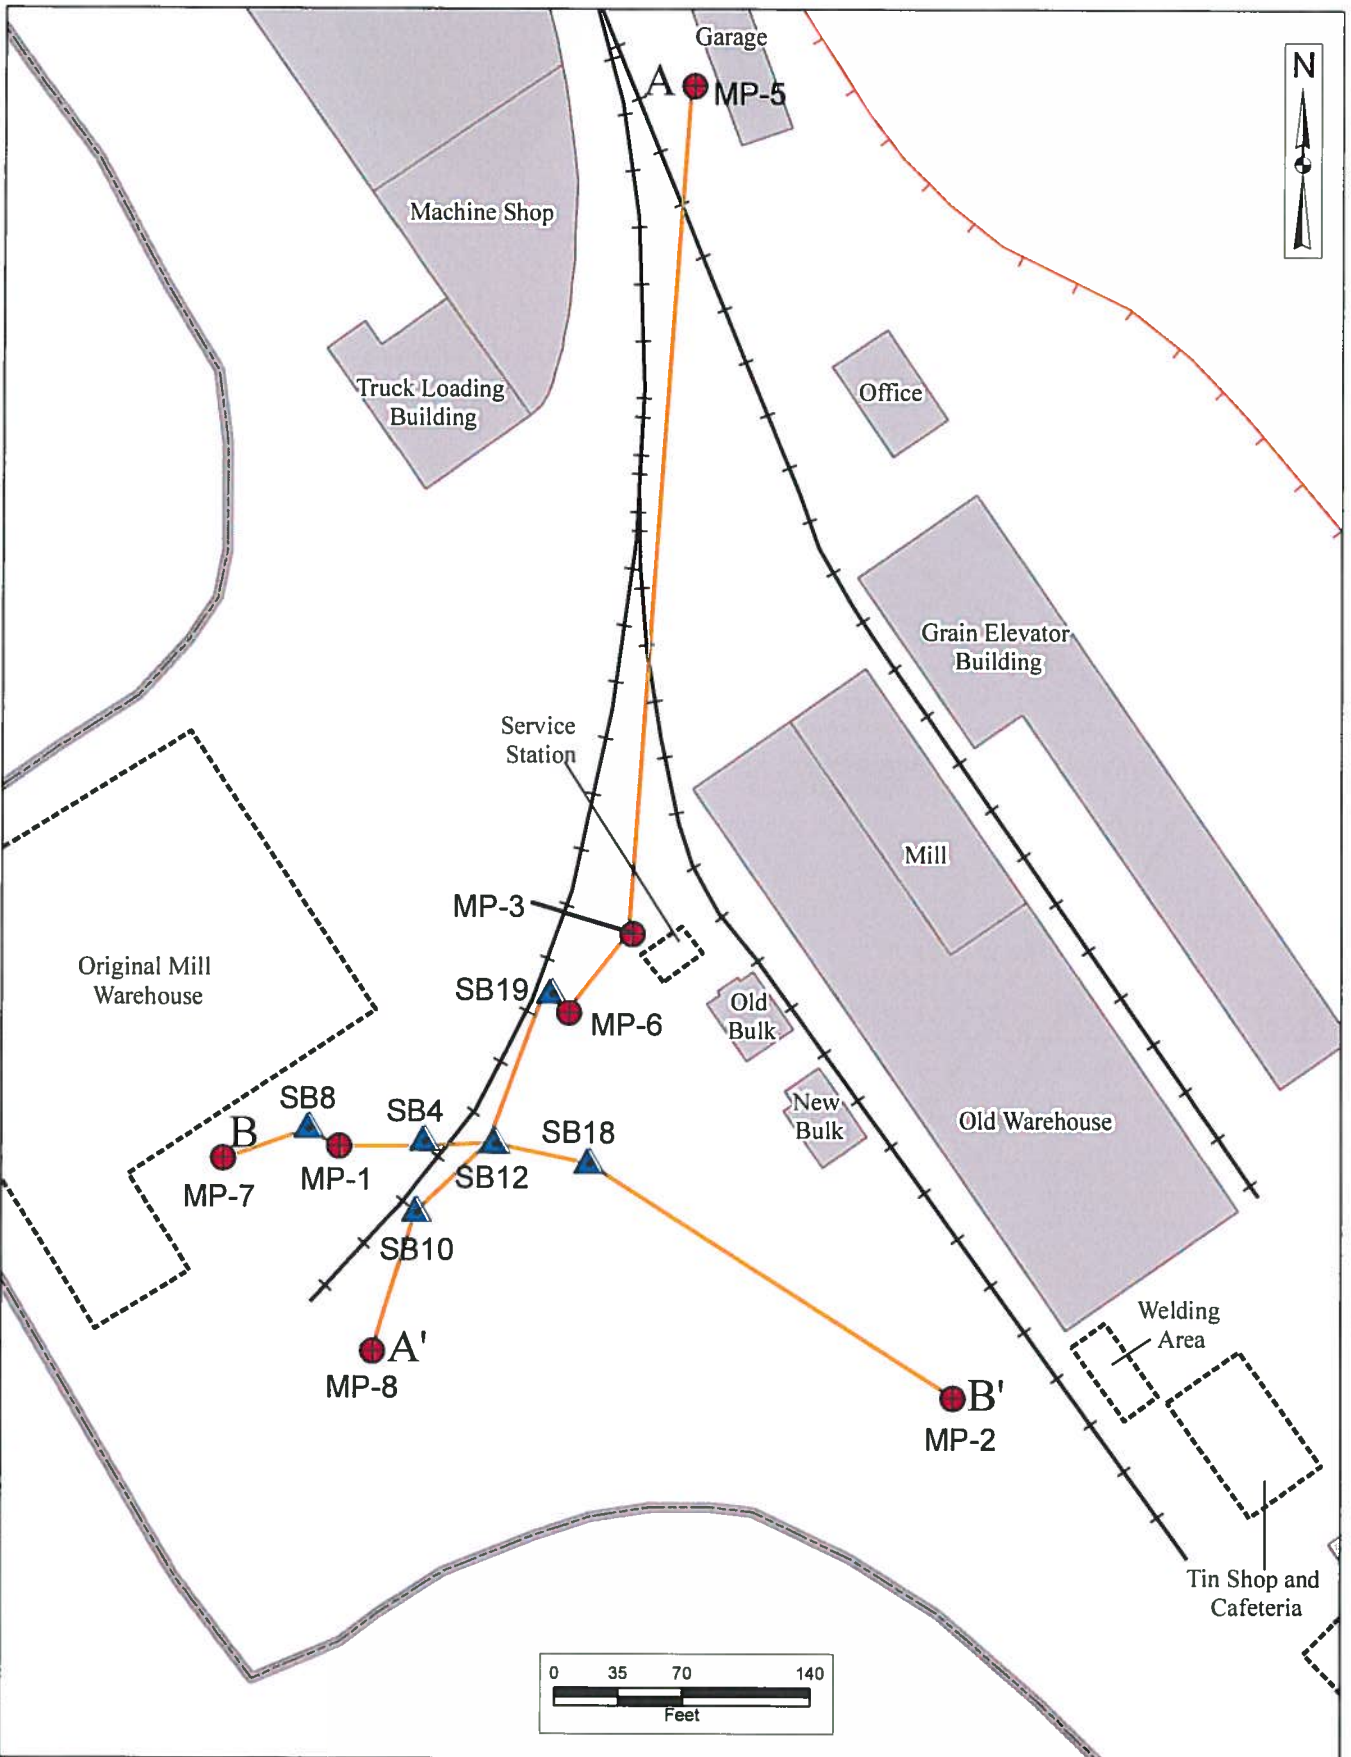 Garage
N
A
MP-5
Machine Shop
Truck Loading
Building
Office
Grain Elevator
Building
Service
Station
Mill
MP-3
Original Mill
Warehouse
SB19
MP-6
Old
Bulk
SB8
SB4
New
Bulk
Old Warehouse
B
SB18
MP-7
MP-1
SB12
SB10
Welding
Area
A'
MP-8
B'
MP-2
Tin Shop and
Cafeteria
0 35 70 140
Feet